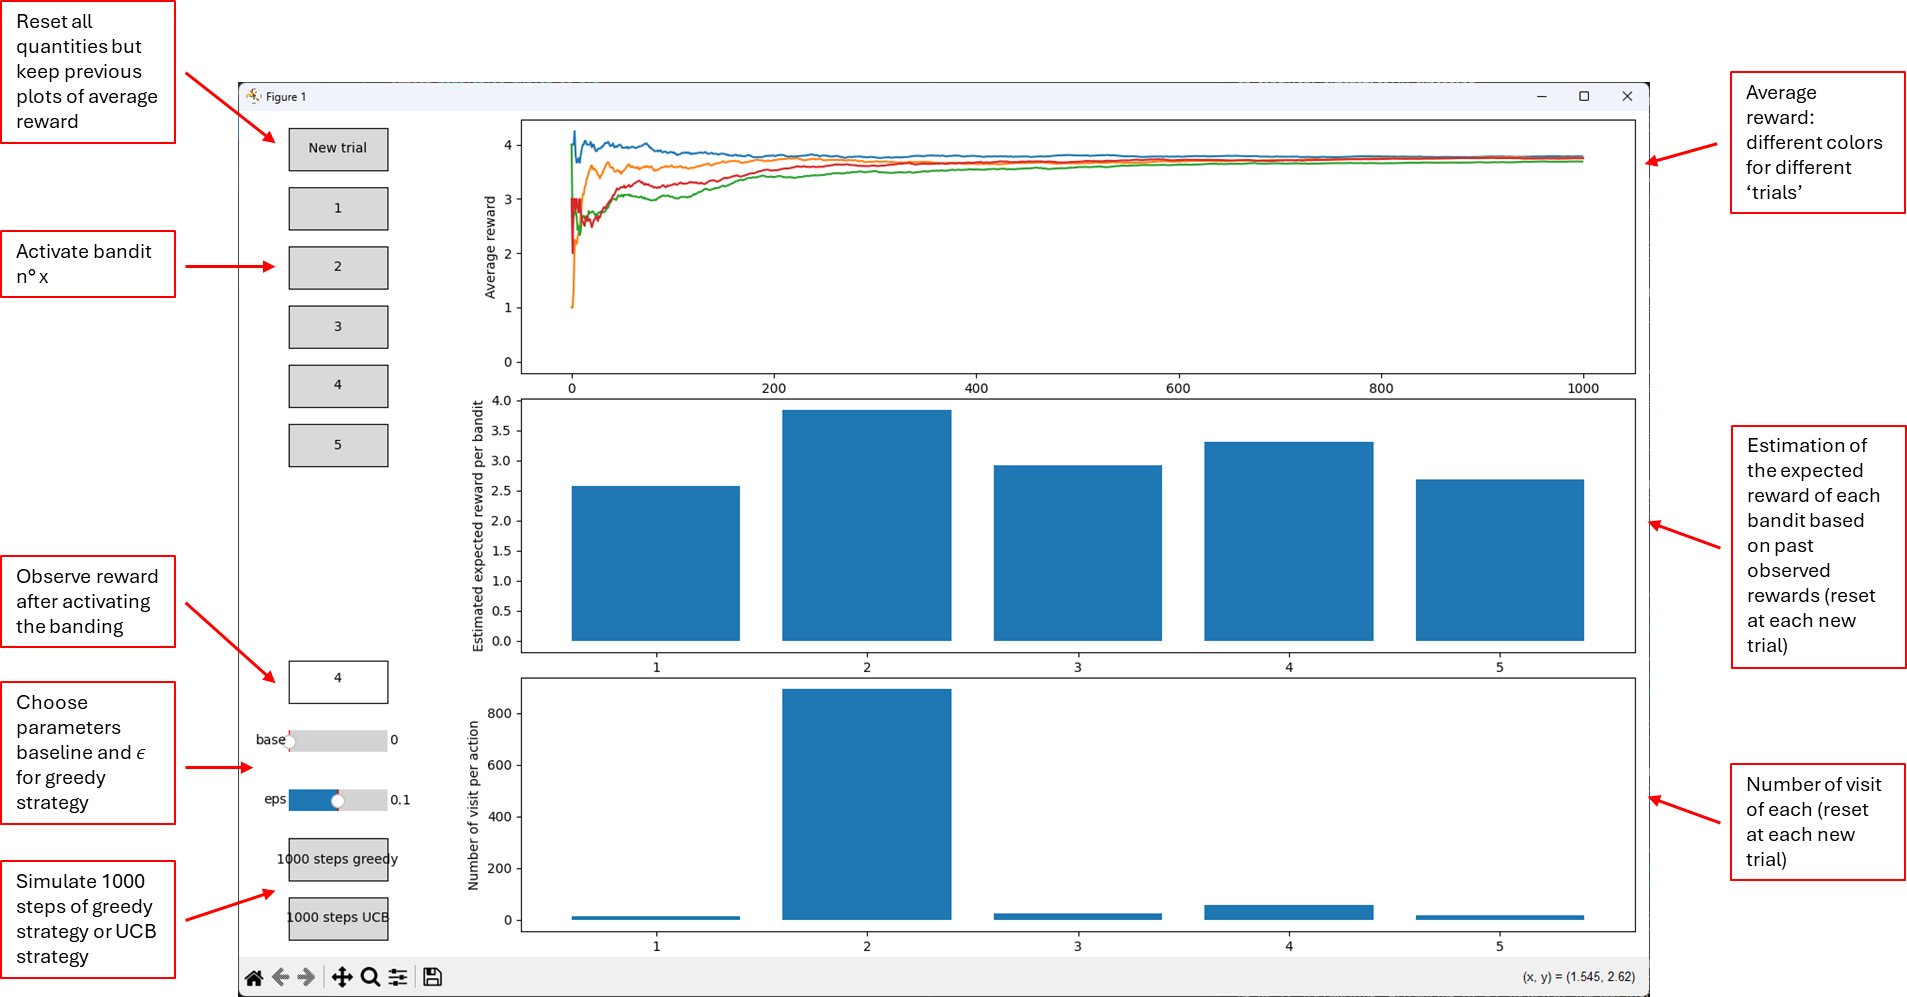 Reset all
quantities but
keep previous
plots of average
reward
Activate bandit
n° x
Observe reward
after activating
the banding
Choose
parameters
baseline and ϵ
for greedy
strategy
Simulate 1000
steps of greedy
strategy or UCB
strategy
Figure 1
New trial
1
2
3
4
5
4
base
0
eps
0.1
1000 steps greedy
1000 steps UCB
Average reward
4
3
2
1
0
0 200 400 600 800 1000
Estimated expected reward per bandit
4.0
3.5
3.0
2.5
2.0
1.5
1.0
0.5
0.0
1 2 3 4 5
Number of visit per action
800
600
400
200
0
1 2 3 4 5
(x, y) = (1.545, 2.62)
Average
reward:
different colors
for different
‘trials’
Estimation of
the expected
reward of each
bandit based
on past
observed
rewards (reset
at each new
trial)
Number of visit
of each (reset
at each new
trial)